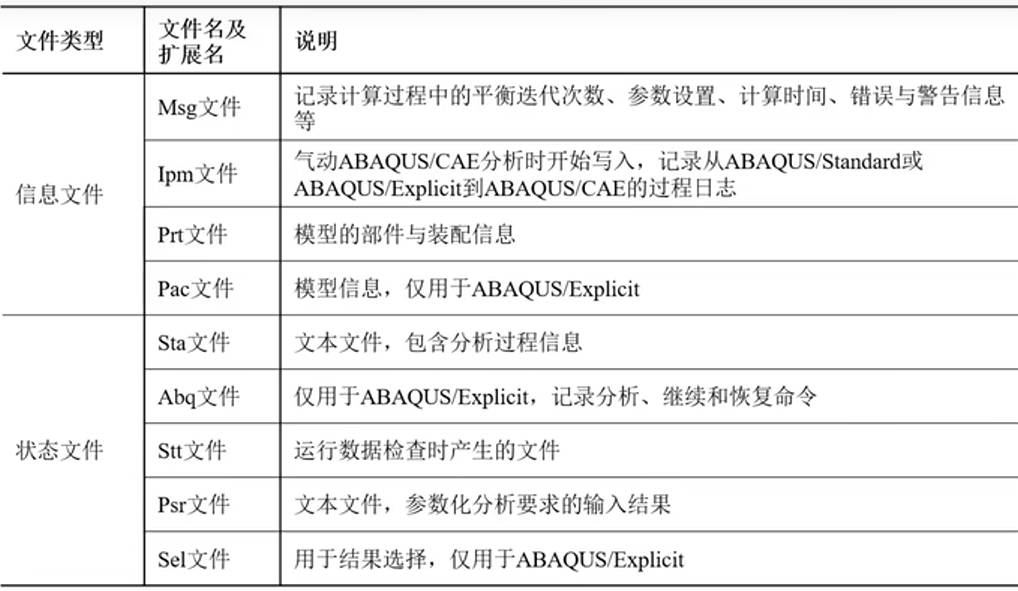 文件类型
文件名及
扩展名
说明
信息文件
Msg文件
记录计算过程中的平衡迭代次数、参数设置、计算时间、错误与警告信息
等
Ipm文件
气动ABAQUS/CAE分析时开始写入，记录从ABAQUS/Standard或
ABAQUS/Explicit到ABAQUS/CAE的过程日志
Prt文件
模型的部件与装配信息
Pac文件
模型信息，仅用于ABAQUS/Explicit
状态文件
Sta文件
文本文件，包含分析过程信息
Abq文件
仅用于ABAQUS/Explicit，记录分析、继续和恢复命令
Stt文件
运行数据检查时产生的文件
Psr文件
文本文件，参数化分析要求的输入结果
Sel文件
用于结果选择，仅用于ABAQUS/Explicit